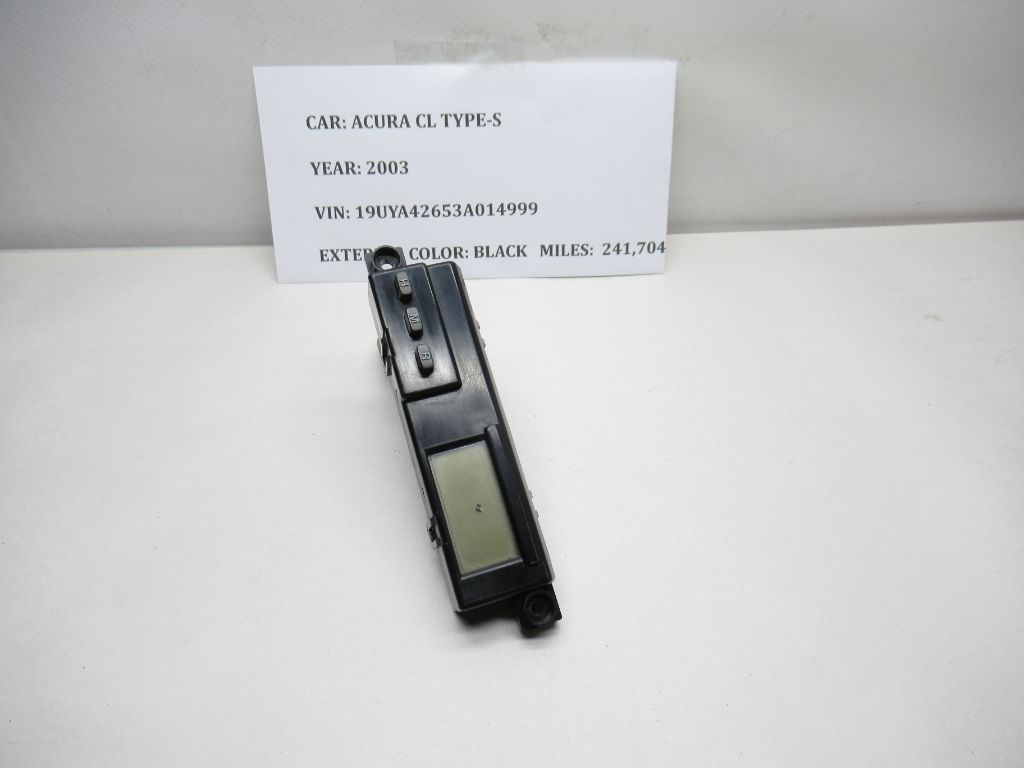 CAR: ACURA CL TYPE-S
YEAR: 2003
VIN: 19UYA42653A014999
COLOR: BLACK MILES: 241,704
H
M
R